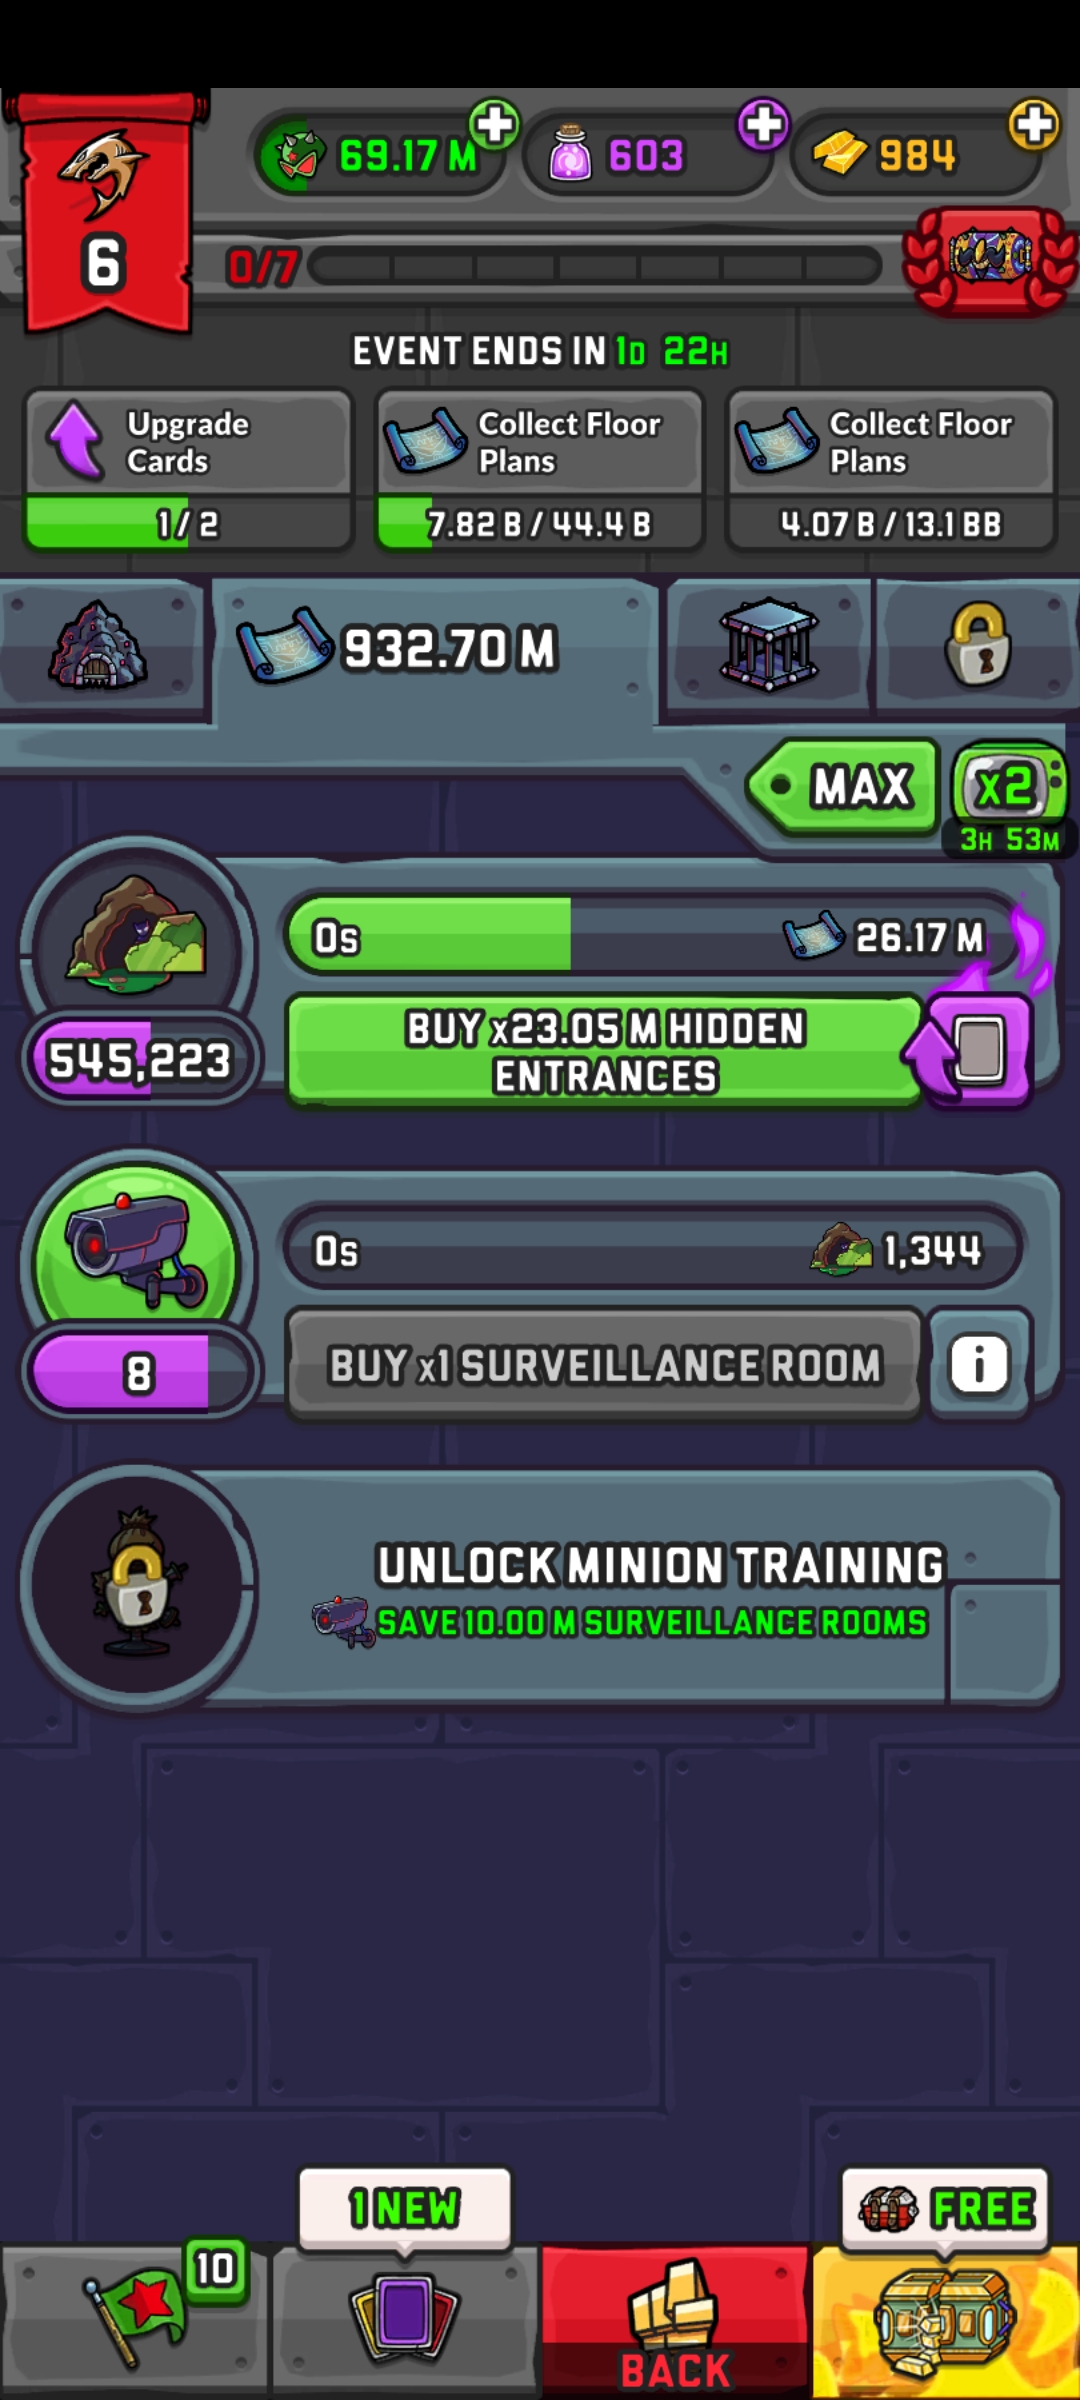 69.17 M
603
984
6
0/7
EVENT ENDS IN 1D 22H
Upgrade
Cards
1 / 2
Collect Floor
Plans
7.82 B / 44.4 B
Collect Floor
Plans
4.07 B / 13.1 BB
932.70 M
MAX
x2
3H 53M
0s
26.17 M
545,223
BUY x23.05 M HIDDEN
ENTRANCES
0s
1,344
8
BUY x1 SURVEILLANCE ROOM
i
UNLOCK MINION TRAINING
SAVE 10.00 M SURVEILLANCE ROOMS
1 NEW
FREE
10
BACK